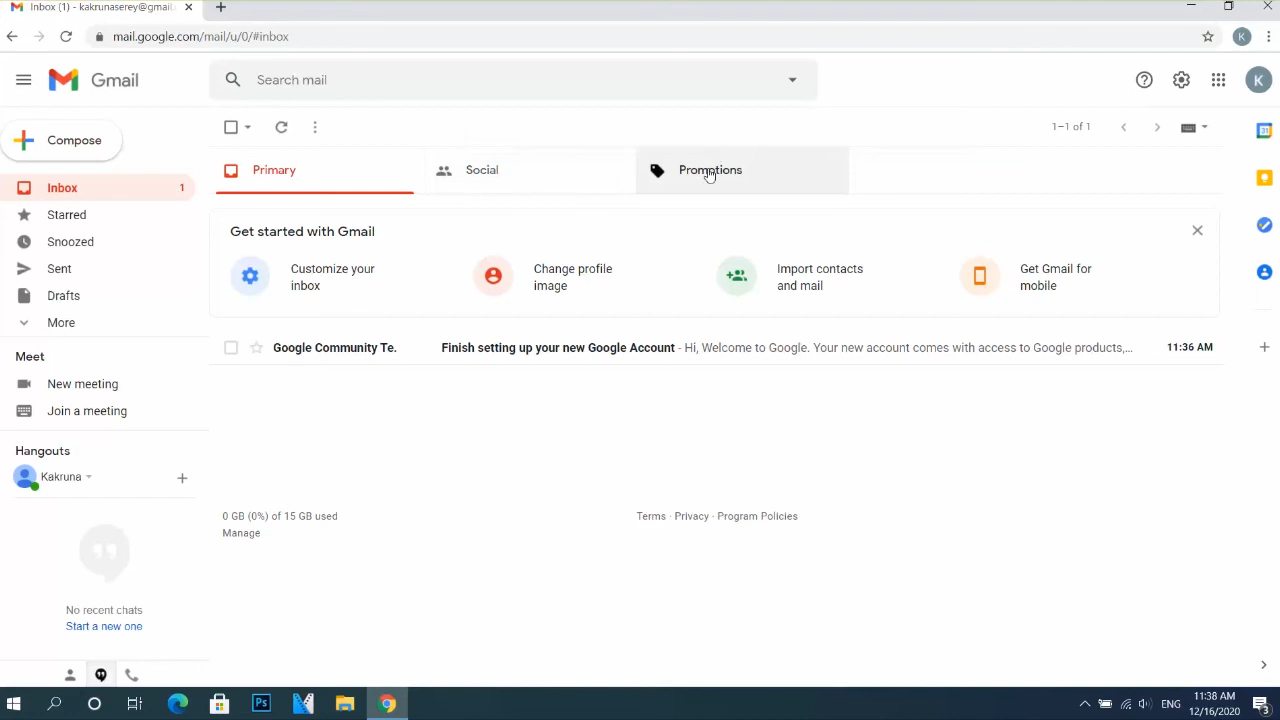 Inbox (1) - kakrunaserey@gmail.
mail.google.com/mail/u/0/#inbox
K
Gmail
Search mail
K
Compose
1–1 of 1
Primary
Social
Promotions
Inbox
1
Starred
Snoozed
Sent
Drafts
More
Get started with Gmail
Customize your
inbox
Change profile
image
Import contacts
and mail
Get Gmail for
mobile
Google Community Te.
Finish setting up your new Google Account - Hi, Welcome to Google. Your new account comes with access to Google products,...
11:36 AM
Meet
New meeting
Join a meeting
Hangouts
Kakruna
0 GB (0%) of 15 GB used
Manage
Terms · Privacy · Program Policies
No recent chats
Start a new one
Ps
ENG
11:38 AM
12/16/2020
3